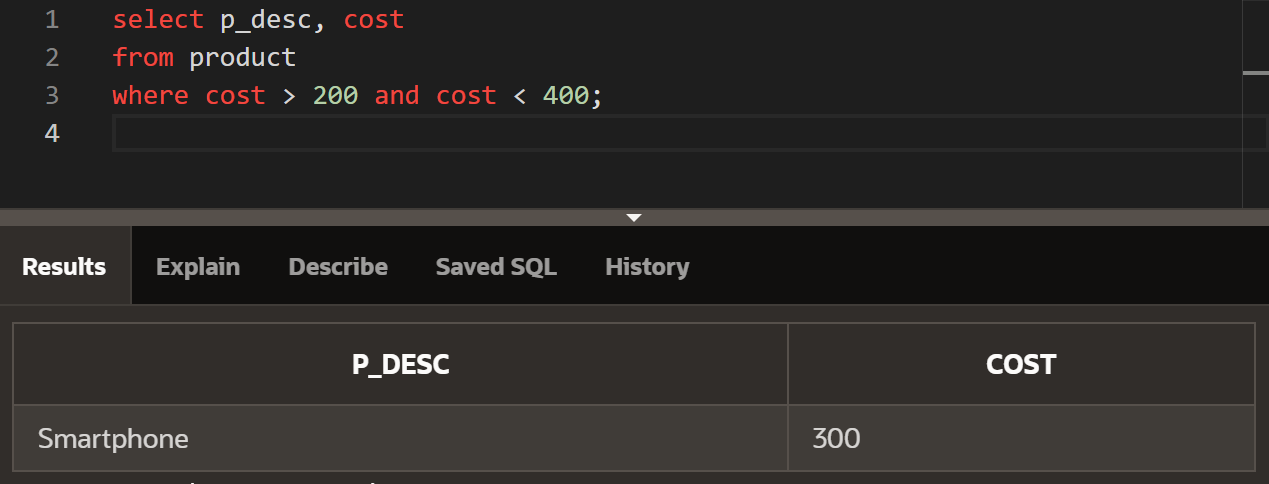 1 select p_desc, cost
2 from product
3 where cost > 200 and cost < 400;
4
Results Explain Describe Saved SQL History
P_DESC COST
Smartphone 300